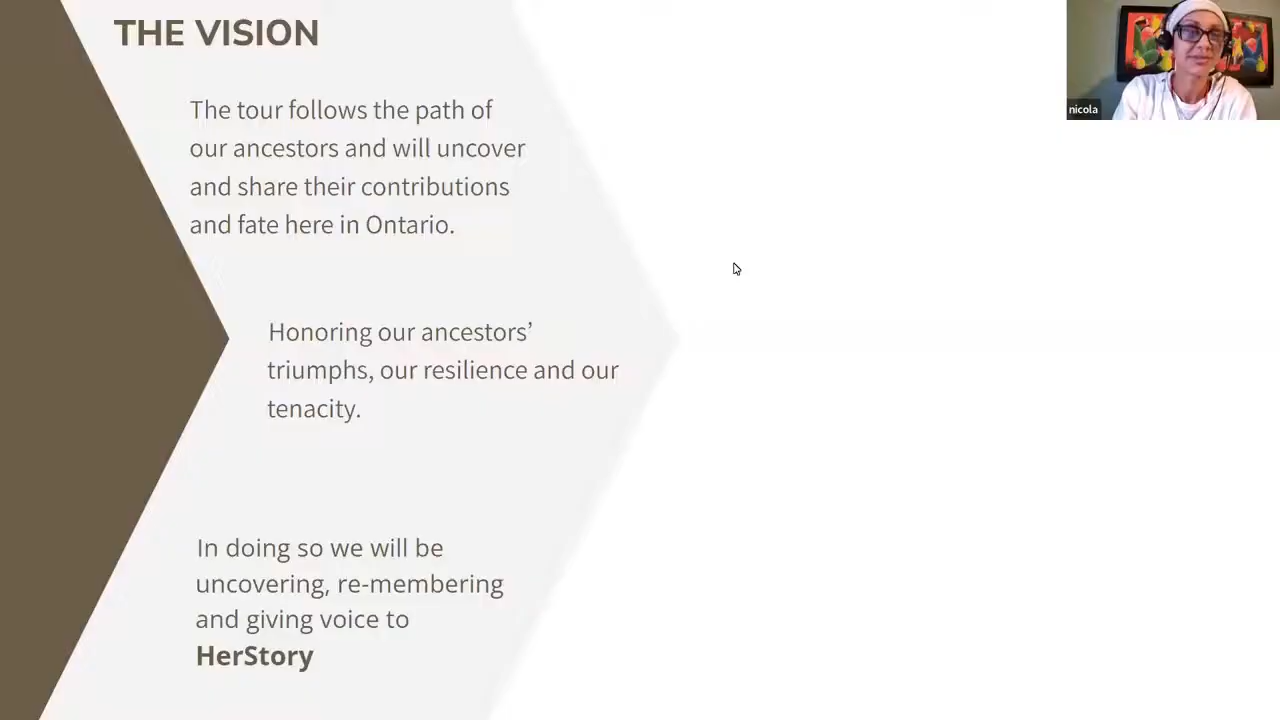 THE VISION
The tour follows the path of
our ancestors and will uncover
and share their contributions
and fate here in Ontario.
Honoring our ancestors’
triumphs, our resilience and our
tenacity.
In doing so we will be
uncovering, re-membering
and giving voice to
HerStory
nicola